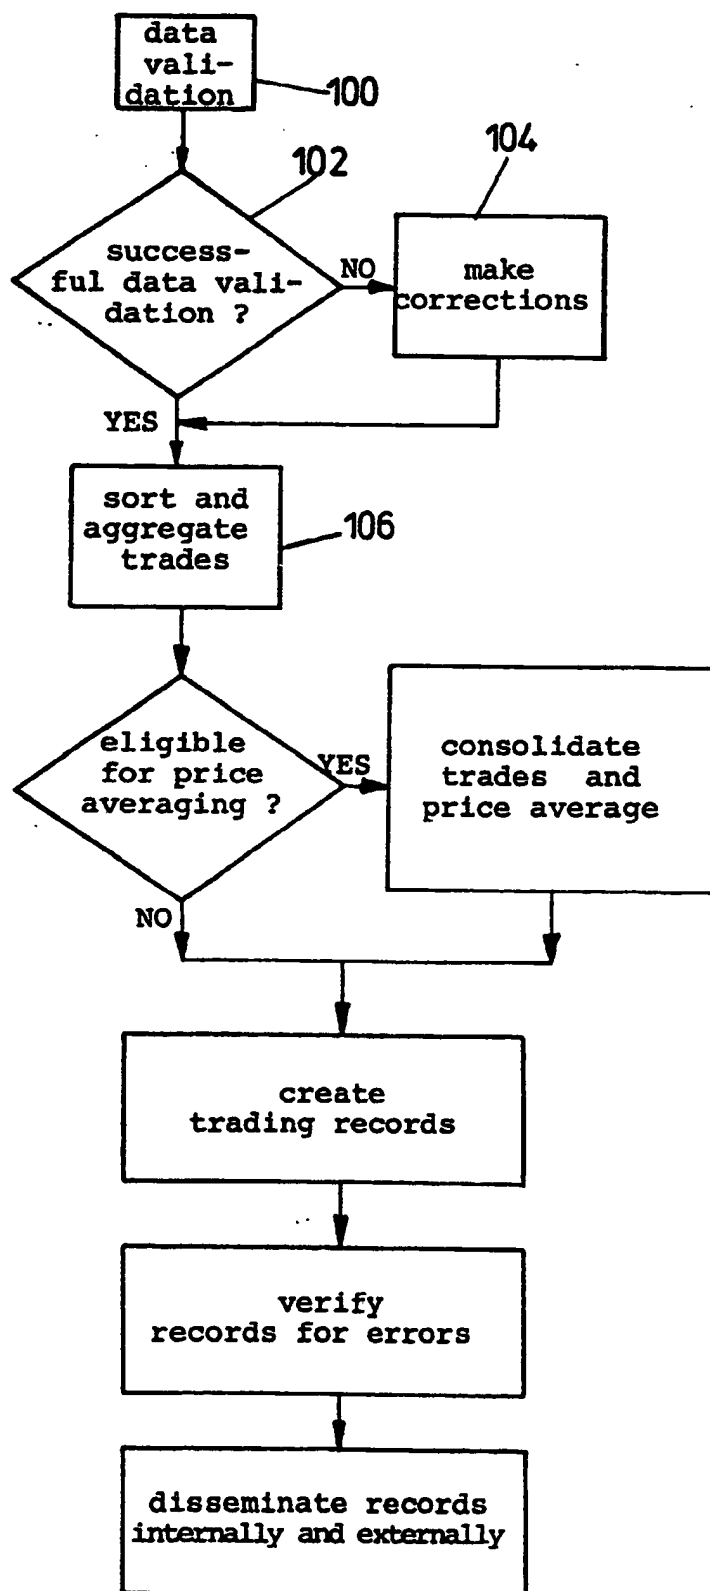 data
vali-
dation
100
102
104
success-
ful data vali-
dation ?
NO
make
corrections
YES
sort and
aggregate
trades
106
eligible
for price
averaging ?
YES
consolidate
trades and
price average
NO
create
trading records
verify
records for errors
disseminate records
internally and externally